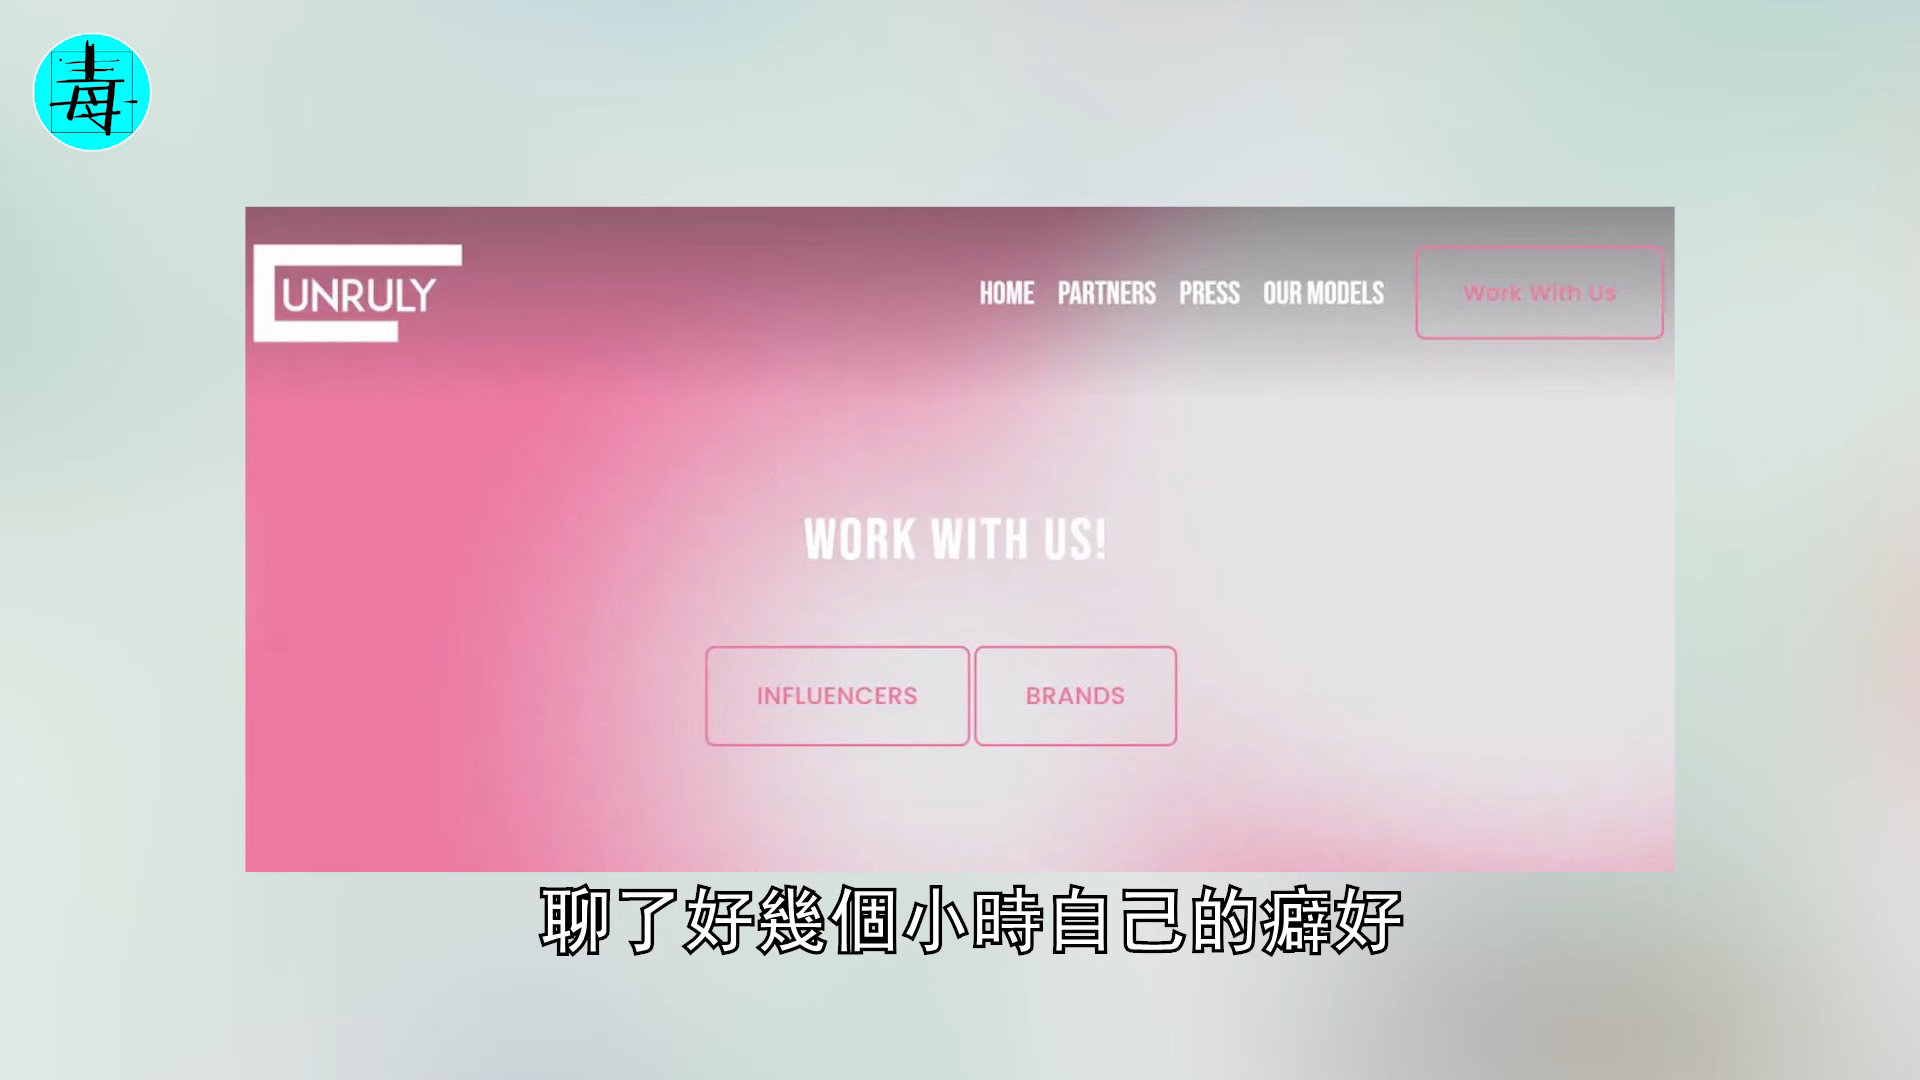 毒
UNRULY
HOME PARTNERS PRESS OUR MODELS Work With Us
WORK WITH US!
INFLUENCERS BRANDS
聊了好幾個小時自己的癖好